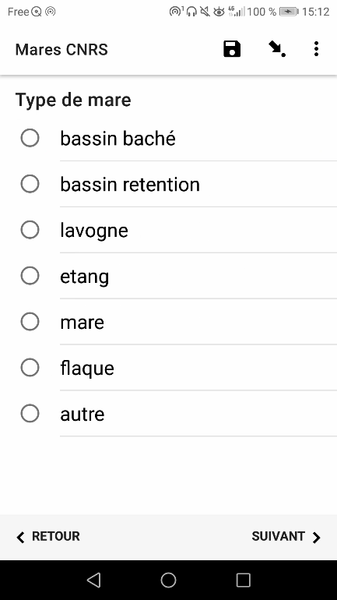 Free 100 % 15:12
Mares CNRS
Type de mare
bassin baché
bassin retention
lavogne
etang
mare
flaque
autre
RETOUR SUIVANT